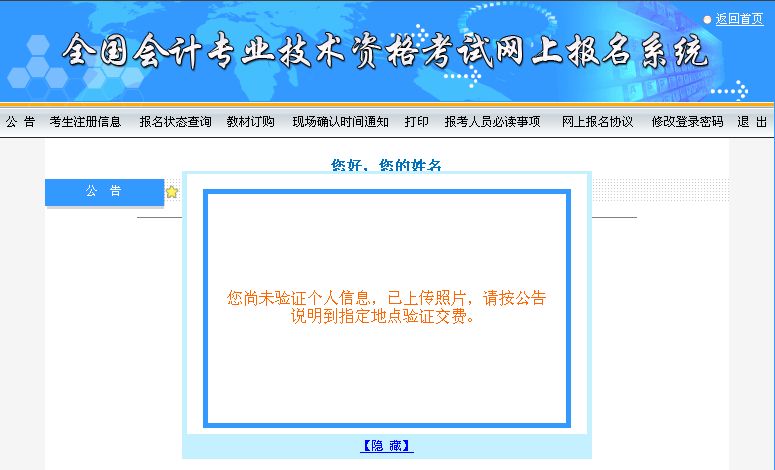 返回首页
全国会计专业技术资格考试网上报名系统
公 告 考生注册信息 报名状态查询 教材订购 现场确认时间通知 打印 报考人员必读事项 网上报名协议 修改登录密码 退 出
您好，您的姓名
公 告
您尚未验证个人信息，已上传照片，请按公告
说明到指定地点验证交费。
【隐 藏】